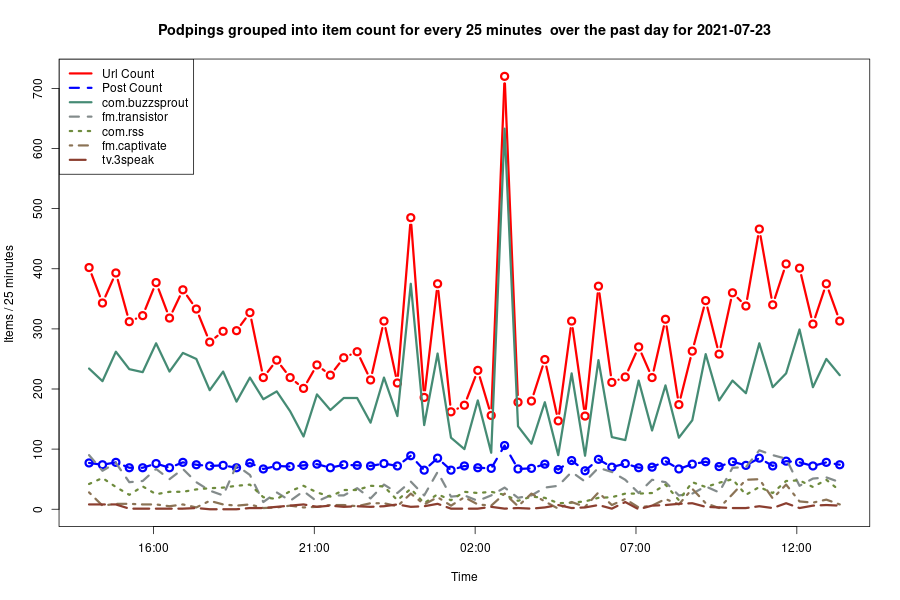 Podpings grouped into item count for every 25 minutes  over the past day for 2021-07-23
Url Count
Post Count
com.buzzsprout
fm.transistor
com.rss
fm.captivate
tv.3speak
Items / 25 minutes
700
600
500
400
300
200
100
0
16:00
21:00
02:00
07:00
12:00
Time